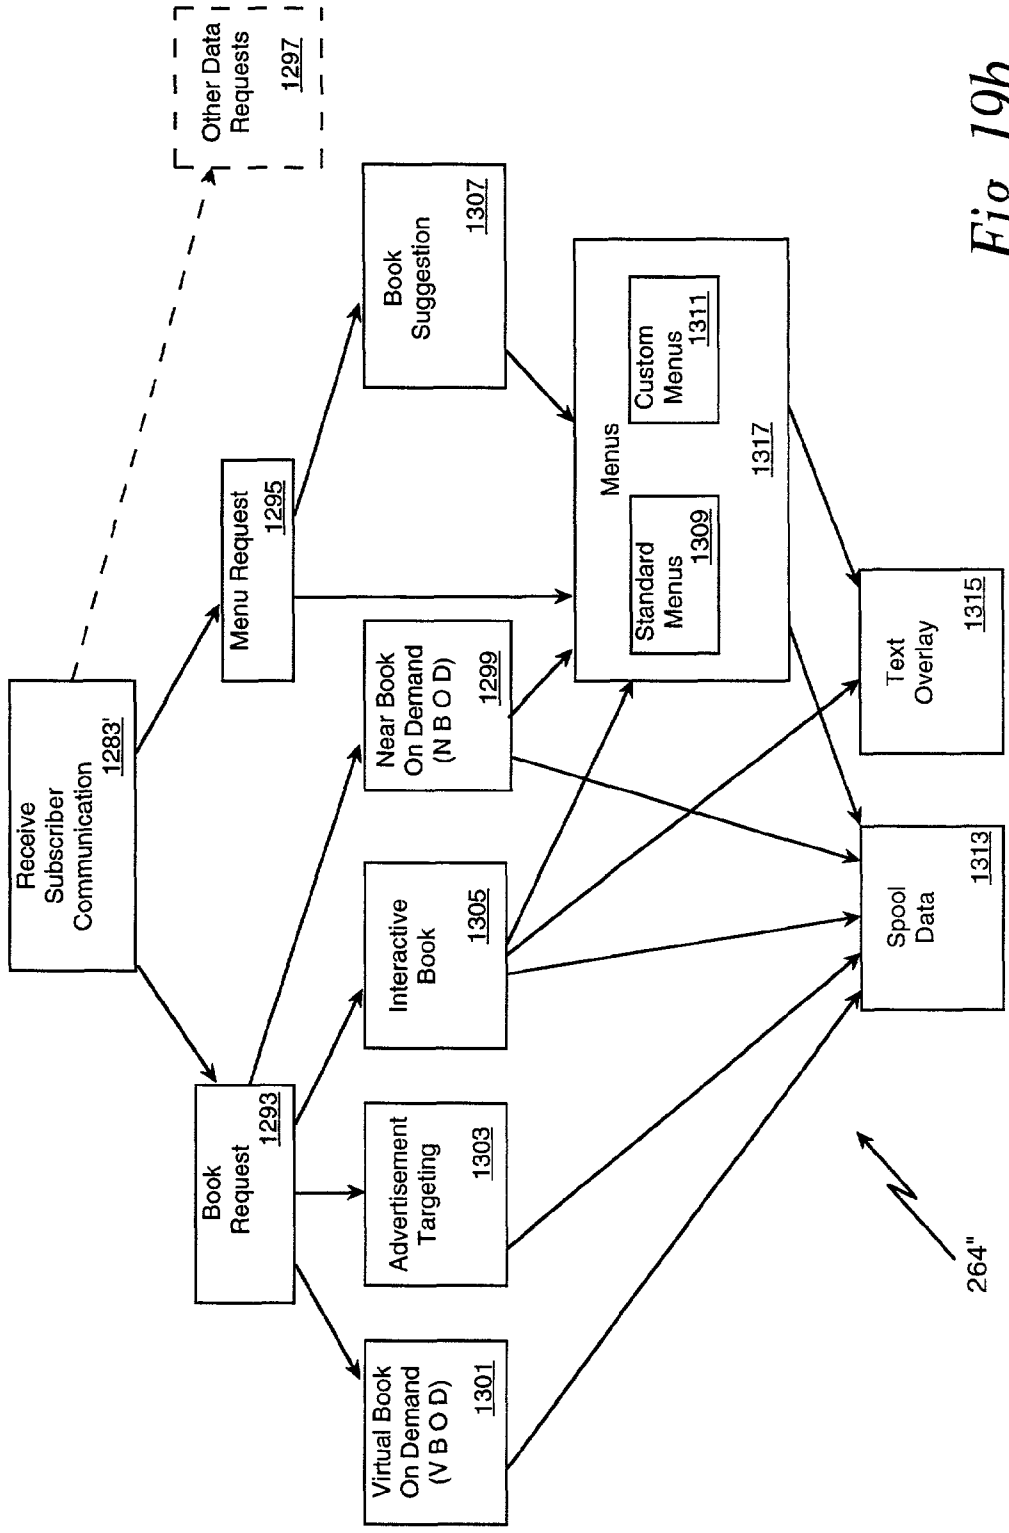 Receive
Subscriber
Communication
1283'
Other Data
Requests
1297
Book
Request
1293
Menu Request
1295
Virtual Book
On Demand
(V B O D)
1301
Advertisement
Targeting
1303
Interactive
Book
1305
Near Book
On Demand
(N B O D)
1299
Book
Suggestion
1307
Menus
Standard
Menus
1309
Custom
Menus
1311
1317
Spool
Data
1313
Text
Overlay
1315
264"
Fig. 19b